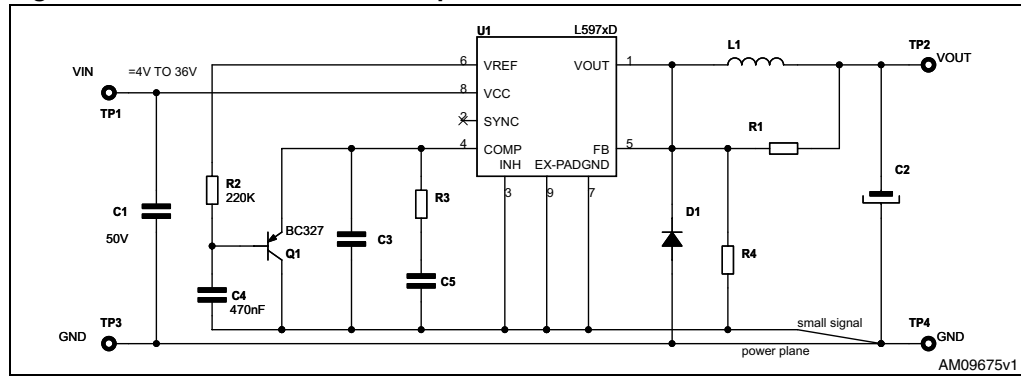 U1
L597xD
VIN
=4V TO 36V
TP1
6
VREF
VOUT
1
L1
TP2
VOUT
8
VCC
2
SYNC
4
COMP
FB
5
R1
INH
EX-PADGND
3
9
7
R2
220K
R3
C1
50V
BC327
Q1
C3
C5
D1
R4
C2
C4
470nF
TP3
GND
small signal
TP4
GND
power plane
AM09675v1